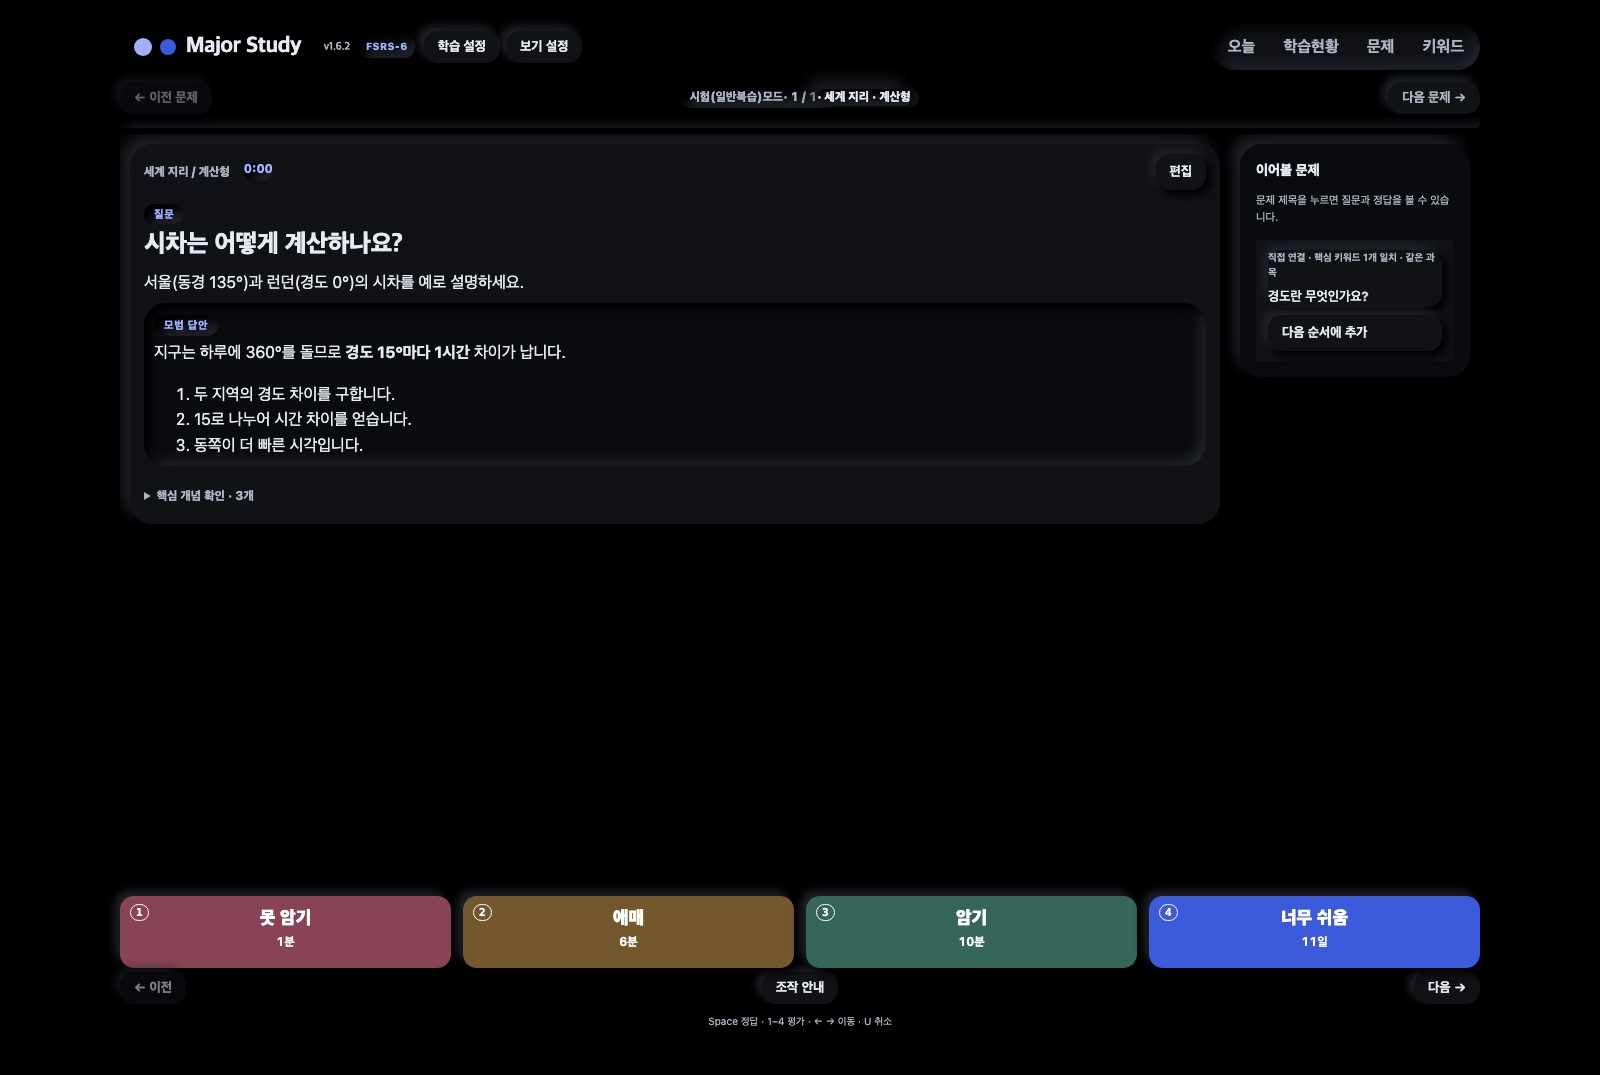 Major Study v1.6.2 FSRS-6 학습 설정 보기 설정
오늘 학습현황 문제 키워드
← 이전 문제
시험(일반복습)모드· 1 / 1· 세계 지리 · 계산형
다음 문제 →
세계 지리 / 계산형 0:00
편집
질문
시차는 어떻게 계산하나요?
서울(동경 135°)과 런던(경도 0°)의 시차를 예로 설명하세요.
모범 답안
지구는 하루에 360°를 돌므로 경도 15°마다 1시간 차이가 납니다.
1. 두 지역의 경도 차이를 구합니다.
2. 15로 나누어 시간 차이를 얻습니다.
3. 동쪽이 더 빠른 시각입니다.
▶ 핵심 개념 확인 · 3개
이어볼 문제
문제 제목을 누르면 질문과 정답을 볼 수 있습
니다.
직접 연결 · 핵심 키워드 1개 일치 · 같은 과
목
경도란 무엇인가요?
다음 순서에 추가
1 못 암기
1분
2 애매
6분
3 암기
10분
4 너무 쉬움
11일
← 이전
조작 안내
다음 →
Space 정답 · 1–4 평가 · ← → 이동 · U 취소